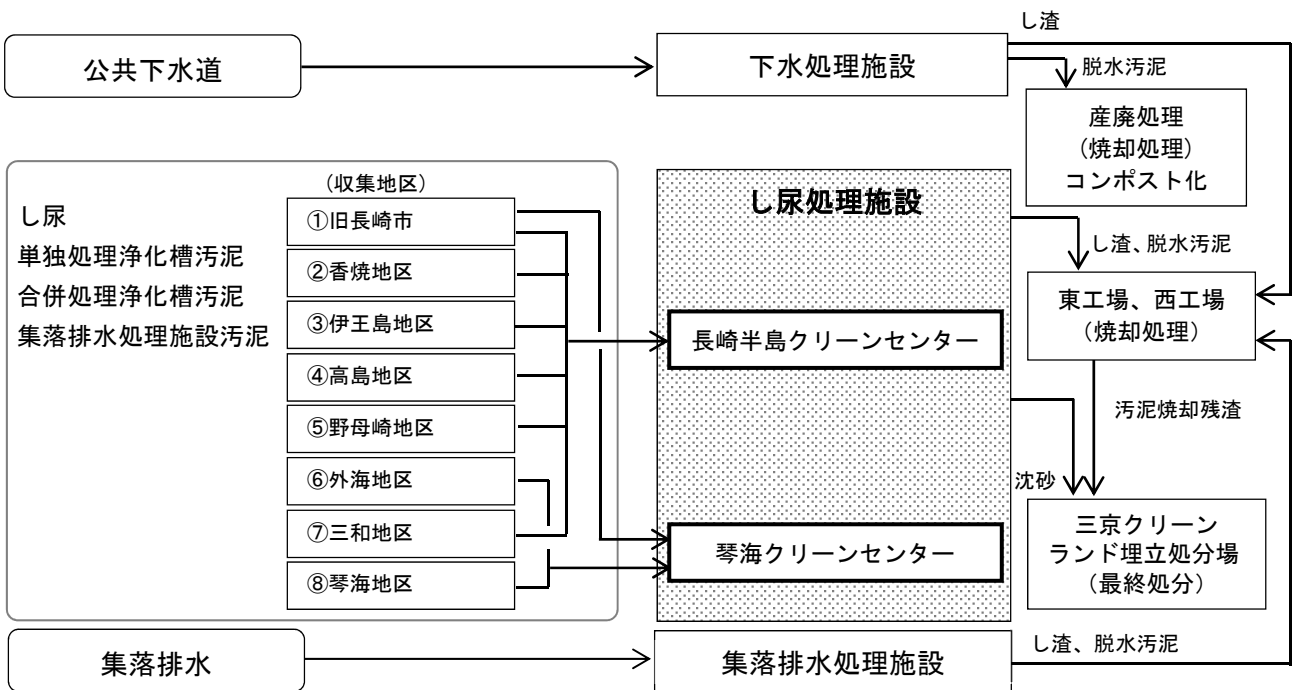 し渣
公共下水道
下水処理施設
脱水汚泥
産廃処理
(焼却処理)
コンポスト化
(収集地区)
し尿処理施設
し尿
単独処理浄化槽汚泥
合併処理浄化槽汚泥
集落排水処理施設汚泥
①旧長崎市
②香焼地区
③伊王島地区
④高島地区
⑤野母崎地区
⑥外海地区
⑦三和地区
⑧琴海地区
し渣、脱水汚泥
東工場、西工場
(焼却処理)
長崎半島クリーンセンター
汚泥焼却残渣
沈砂
琴海クリーンセンター
三京クリーン
ランド埋立処分場
(最終処分)
し渣、脱水汚泥
集落排水
集落排水処理施設